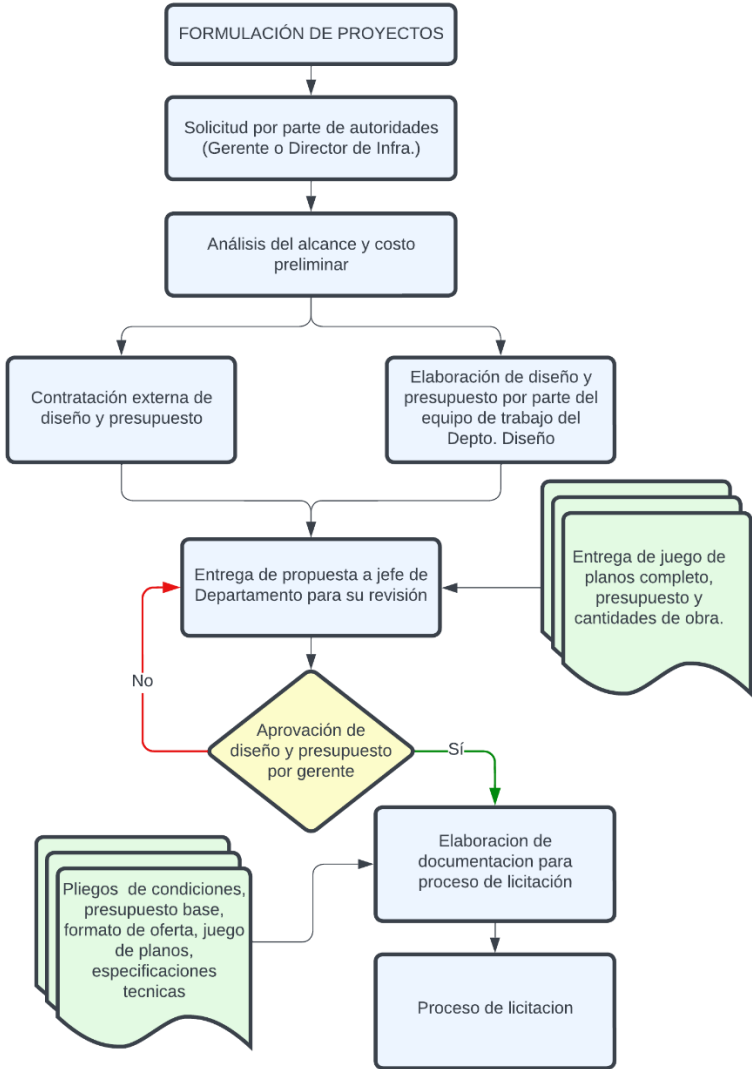 FORMULACIÓN DE PROYECTOS
Solicitud por parte de autoridades
(Gerente o Director de Infra.)
Análisis del alcance y costo
preliminar
Contratación externa de
diseño y presupuesto
Elaboración de diseño y
presupuesto por parte del
equipo de trabajo del
Depto. Diseño
Entrega de propuesta a jefe de
Departamento para su revisión
Entrega de juego de
planos completo,
presupuesto y
cantidades de obra.
No
Aprovación de
diseño y presupuesto
por gerente
Sí
Elaboracion de
documentacion para
proceso de licitación
Pliegos  de condiciones,
presupuesto base,
formato de oferta, juego
de planos,
especificaciones
tecnicas
Proceso de licitacion